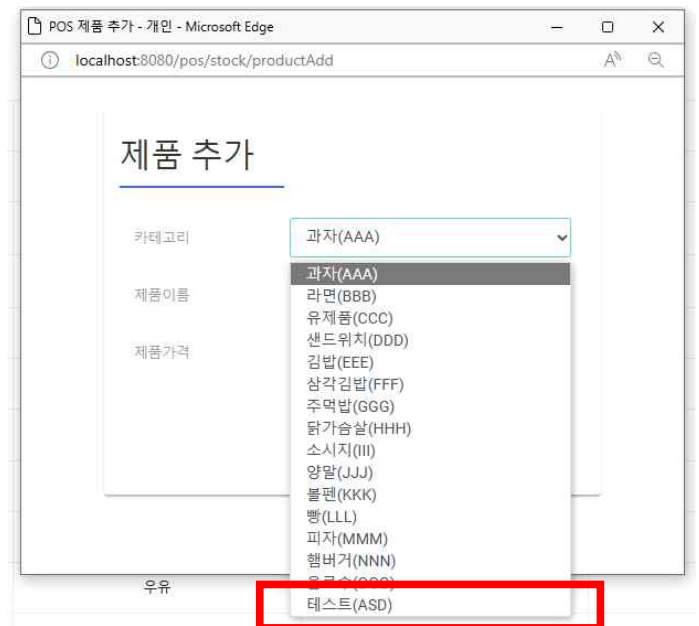 POS 제품 추가 - 개인 - Microsoft Edge
localhost:8080/pos/stock/productAdd
제품 추가
카테고리
과자(AAA)
과자(AAA)
제품이름
라면(BBB)
유제품(CCC)
샌드위치(DDD)
제품가격
김밥(EEE)
삼각김밥(FFF)
주먹밥(GGG)
닭가슴살(HHH)
소시지(III)
양말(JJJ)
볼펜(KKK)
빵(LLL)
피자(MMM)
햄버거(NNN)
우유
테스트(ASD)